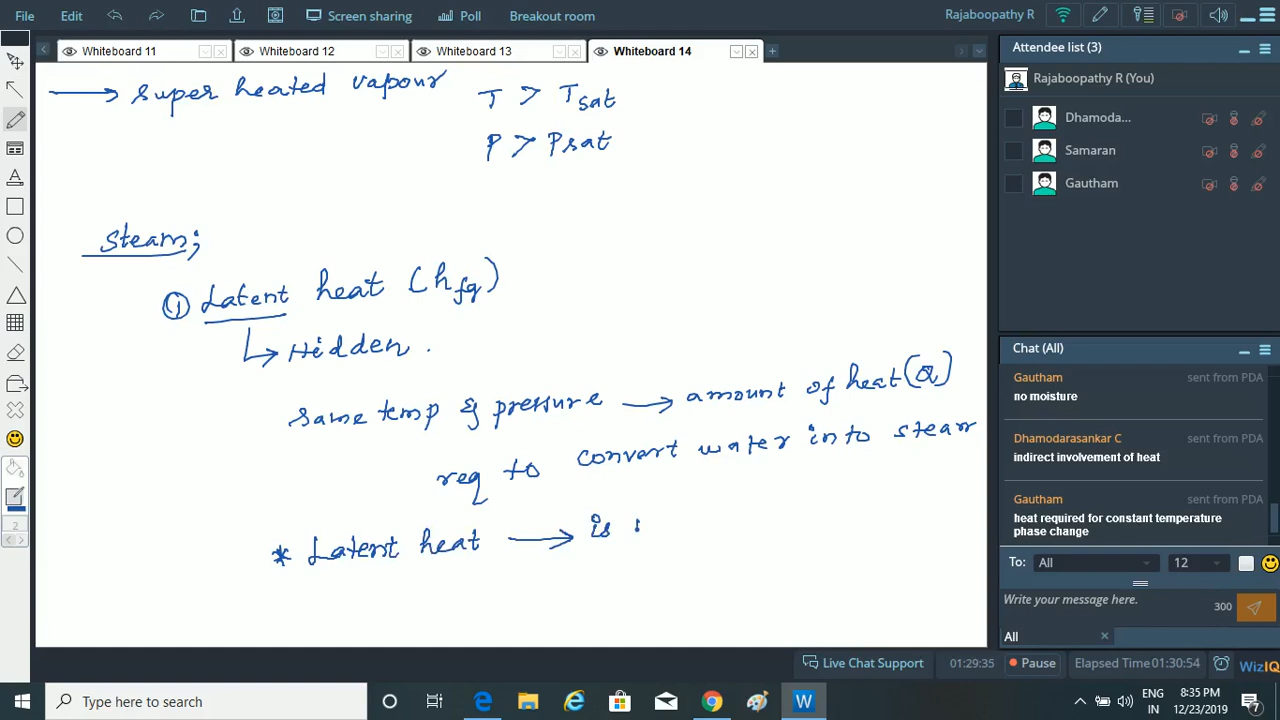 File Edit Screen sharing Poll Breakout room Rajaboopathy R
Whiteboard 11 Whiteboard 12 Whiteboard 13 Whiteboard 14
Attendee list (3)
Rajaboopathy R (You)
Dhamoda...
Samaran
Gautham
super heated vapour T > Tsat
P > Psat
Steam;
① Latent heat (hfg)
Hidden.
same temp & pressure → amount of heat (Q)
req to convert water into steam
* Latent heat → is
Chat (All)
Gautham sent from PDA
no moisture
Dhamodarasankar C sent from PDA
indirect involvement of heat
Gautham sent from PDA
heat required for constant temperature
phase change
To: All 12
Write your message here. 300
All
Live Chat Support 01:29:35 Pause Elapsed Time 01:30:54 WizIQ
Type here to search
ENG 8:35 PM
IN 12/23/2019
2